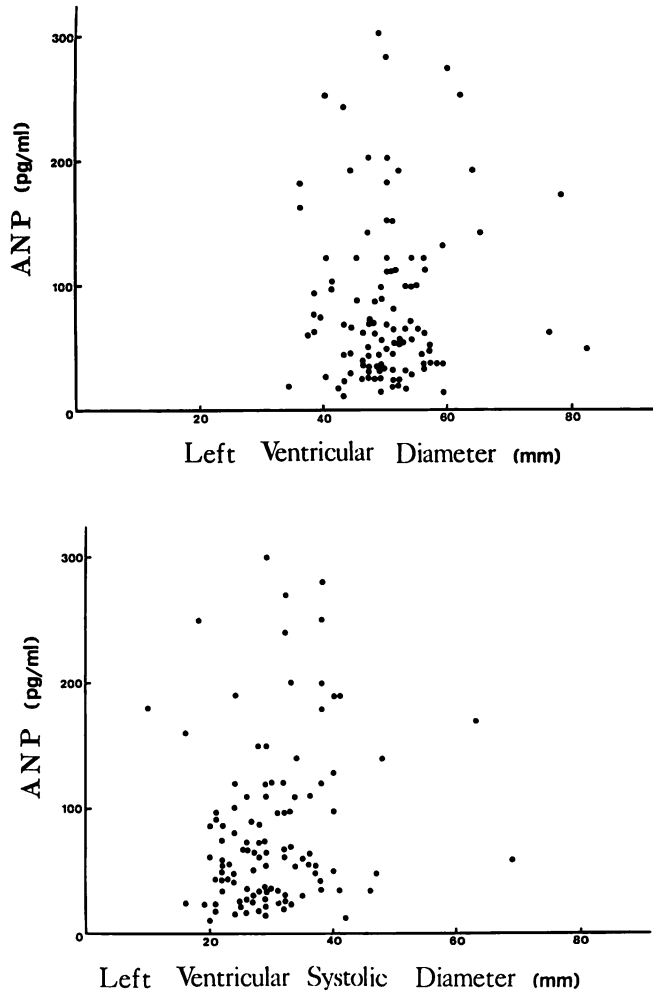 300
200
100
0
ANP (pg/ml)
20 40 60 80
Left Ventricular Diameter (mm)
300
200
100
0
ANP (pg/ml)
20 40 60 80
Left Ventricular Systolic Diameter (mm)